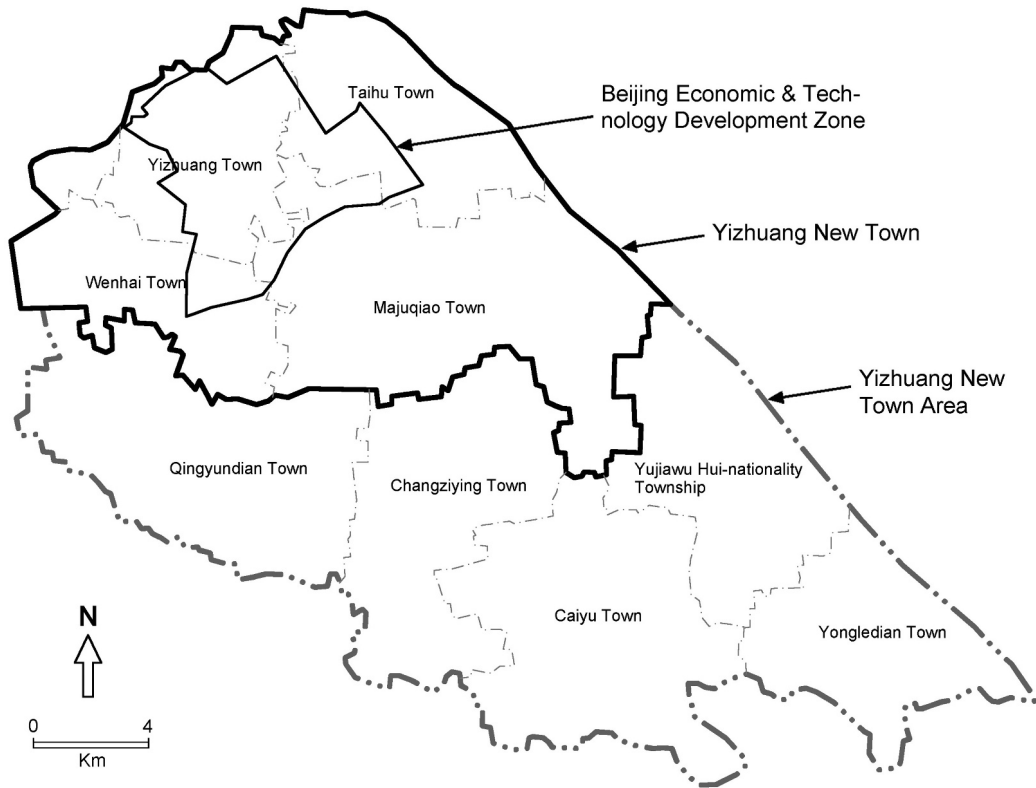 Taihu Town
Beijing Economic & Tech-
nology Development Zone
Yizhuang Town
Yizhuang New Town
Wenhai Town
Majuqiao Town
Yizhuang New
Town Area
Qingyundian Town
Changziying Town
Yujiawu Hui-nationality
Township
Caiyu Town
Yongledian Town
N
0 4
Km